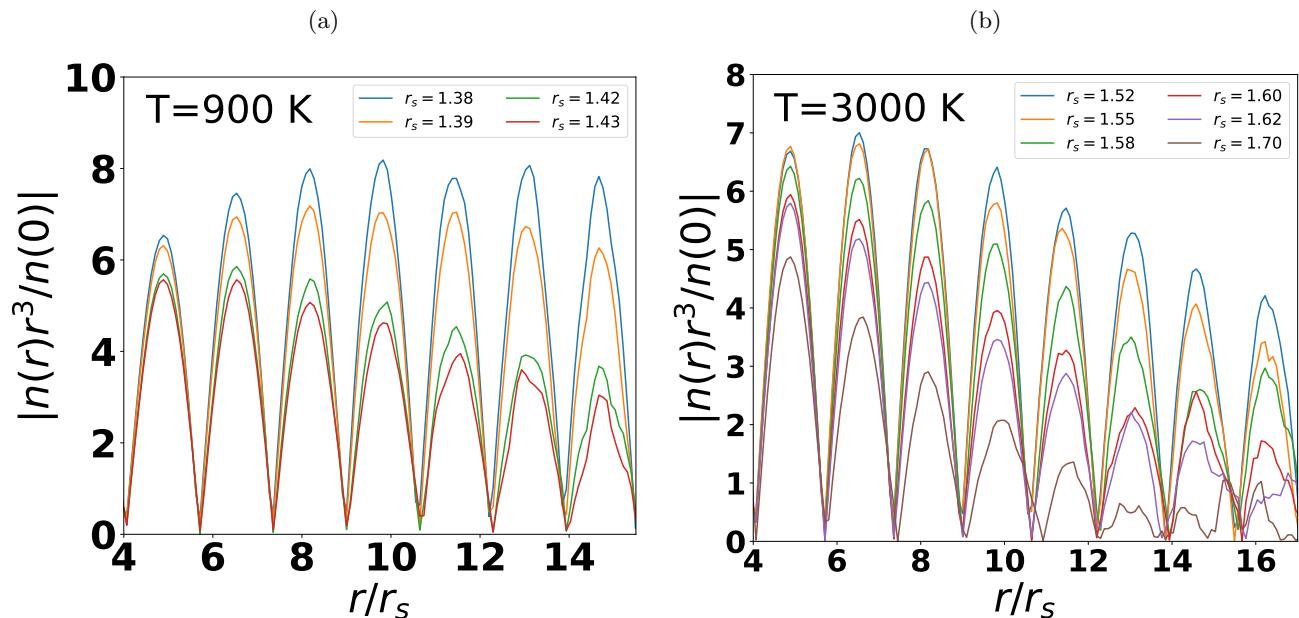 (a)
(b)
T=900 K
r_s = 1.38
r_s = 1.39
r_s = 1.42
r_s = 1.43
|n(r)r^3/n(0)|
10
8
6
4
2
0
4 6 8 10 12 14
r/r_s
T=3000 K
r_s = 1.52
r_s = 1.55
r_s = 1.58
r_s = 1.60
r_s = 1.62
r_s = 1.70
|n(r)r^3/n(0)|
8
7
6
5
4
3
2
1
0
4 6 8 10 12 14 16
r/r_s